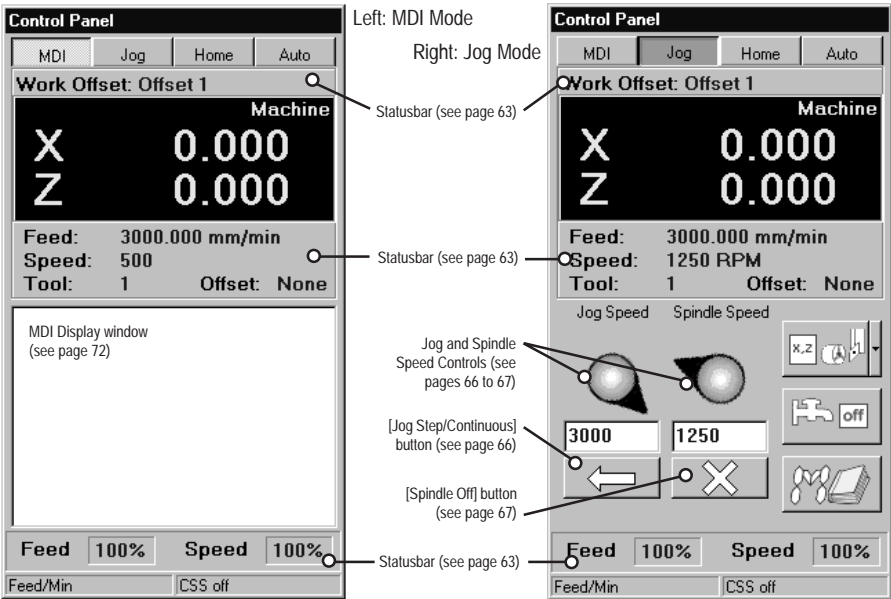 Control Panel
MDI Jog Home Auto
Work Offset: Offset 1
Machine
X 0.000
Z 0.000
Feed: 3000.000 mm/min
Speed: 500
Tool: 1 Offset: None
MDI Display window
(see page 72)
Feed 100% Speed 100%
Feed/Min CSS off
Left: MDI Mode
Right: Jog Mode
Statusbar (see page 63)
Statusbar (see page 63)
Jog and Spindle
Speed Controls (see
pages 66 to 67)
[Jog Step/Continuous]
button (see page 66)
[Spindle Off] button
(see page 67)
Statusbar (see page 63)
Control Panel
MDI Jog Home Auto
Work Offset: Offset 1
Machine
X 0.000
Z 0.000
Feed: 3000.000 mm/min
Speed: 1250 RPM
Tool: 1 Offset: None
Jog Speed Spindle Speed
x,z
off
3000 1250
Feed 100% Speed 100%
Feed/Min CSS off